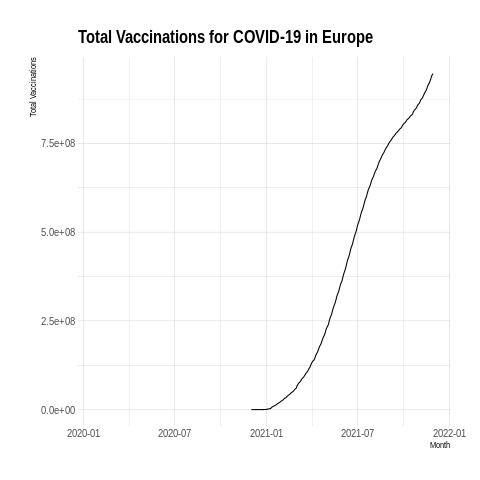 Total Vaccinations for COVID-19 in Europe
Total Vaccinations
7.5e+08
5.0e+08
2.5e+08
0.0e+00
2020-01 2020-07 2021-01 2021-07 2022-01
Month